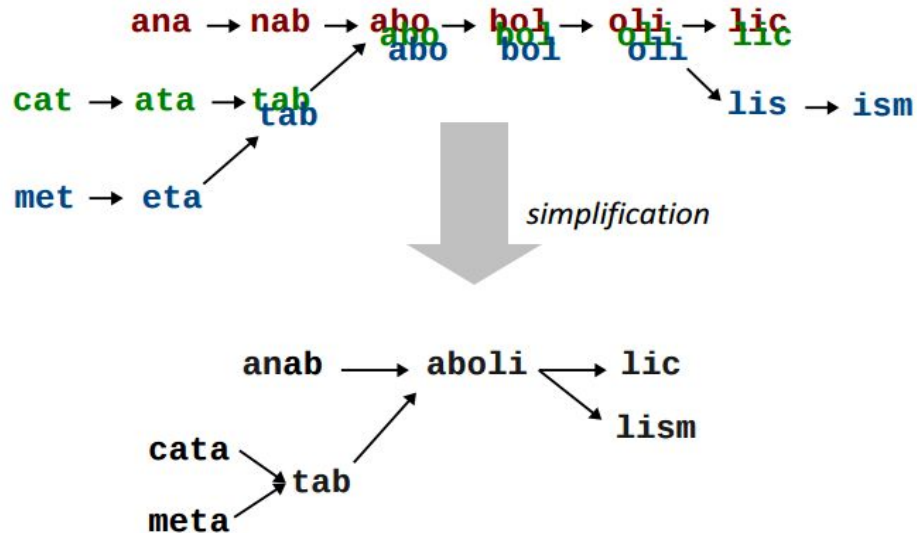 ana nab abo bol oli lic
abo bol oli lic
abo bol oli
cat ata tab
tab
lis ism
met eta
simplification
anab aboli lic
lism
cata
tab
meta